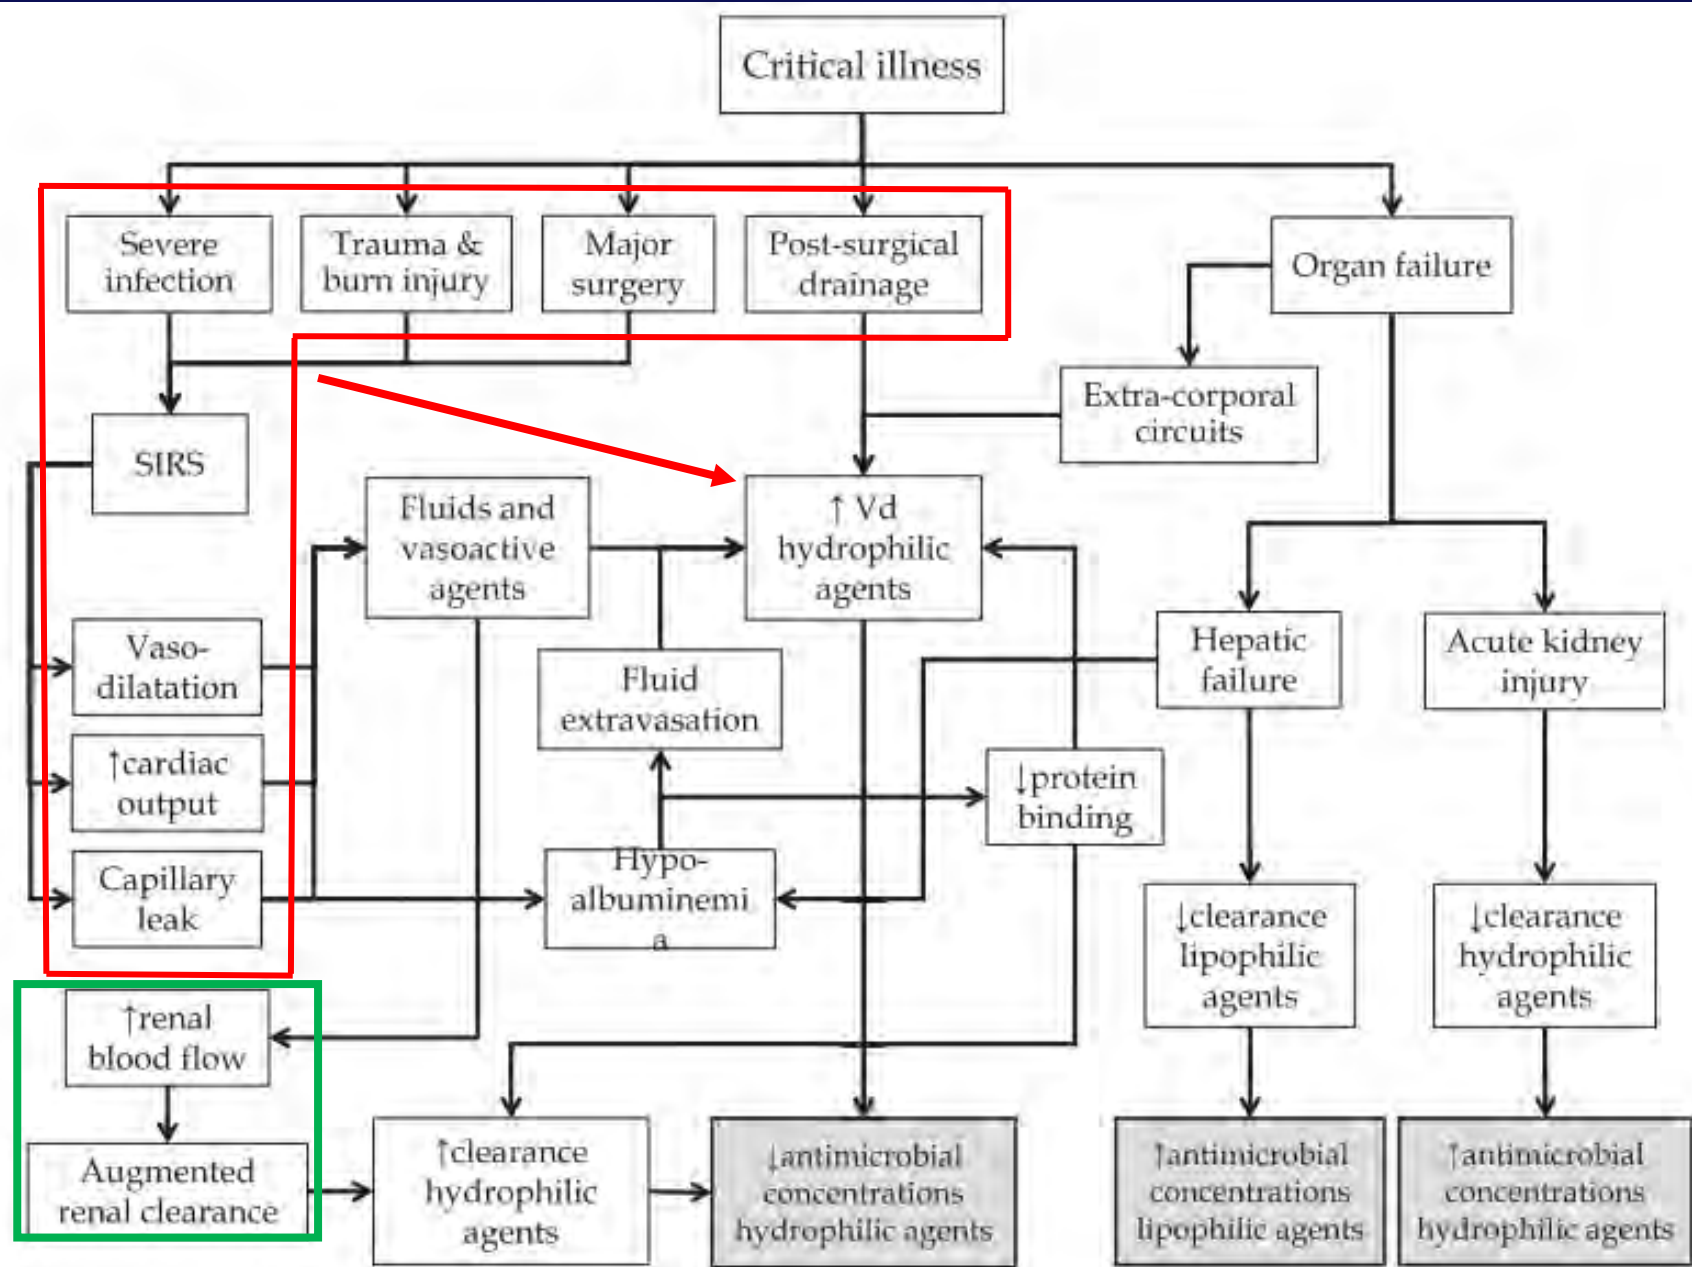 Critical illness
Severe
infection
Trauma &
burn injury
Major
surgery
Post-surgical
drainage
Organ failure
Extra-corporal
circuits
SIRS
Fluids and
vasoactive
agents
↑ Vd
hydrophilic
agents
Vaso-
dilatation
Fluid
extravasation
Hepatic
failure
Acute kidney
injury
↑cardiac
output
↓protein
binding
Capillary
leak
Hypo-
albuminemi
a
↓clearance
lipophilic
agents
↓clearance
hydrophilic
agents
↑renal
blood flow
Augmented
renal clearance
↑clearance
hydrophilic
agents
↓antimicrobial
concentrations
hydrophilic agents
↑antimicrobial
concentrations
lipophilic agents
↑antimicrobial
concentrations
hydrophilic agents